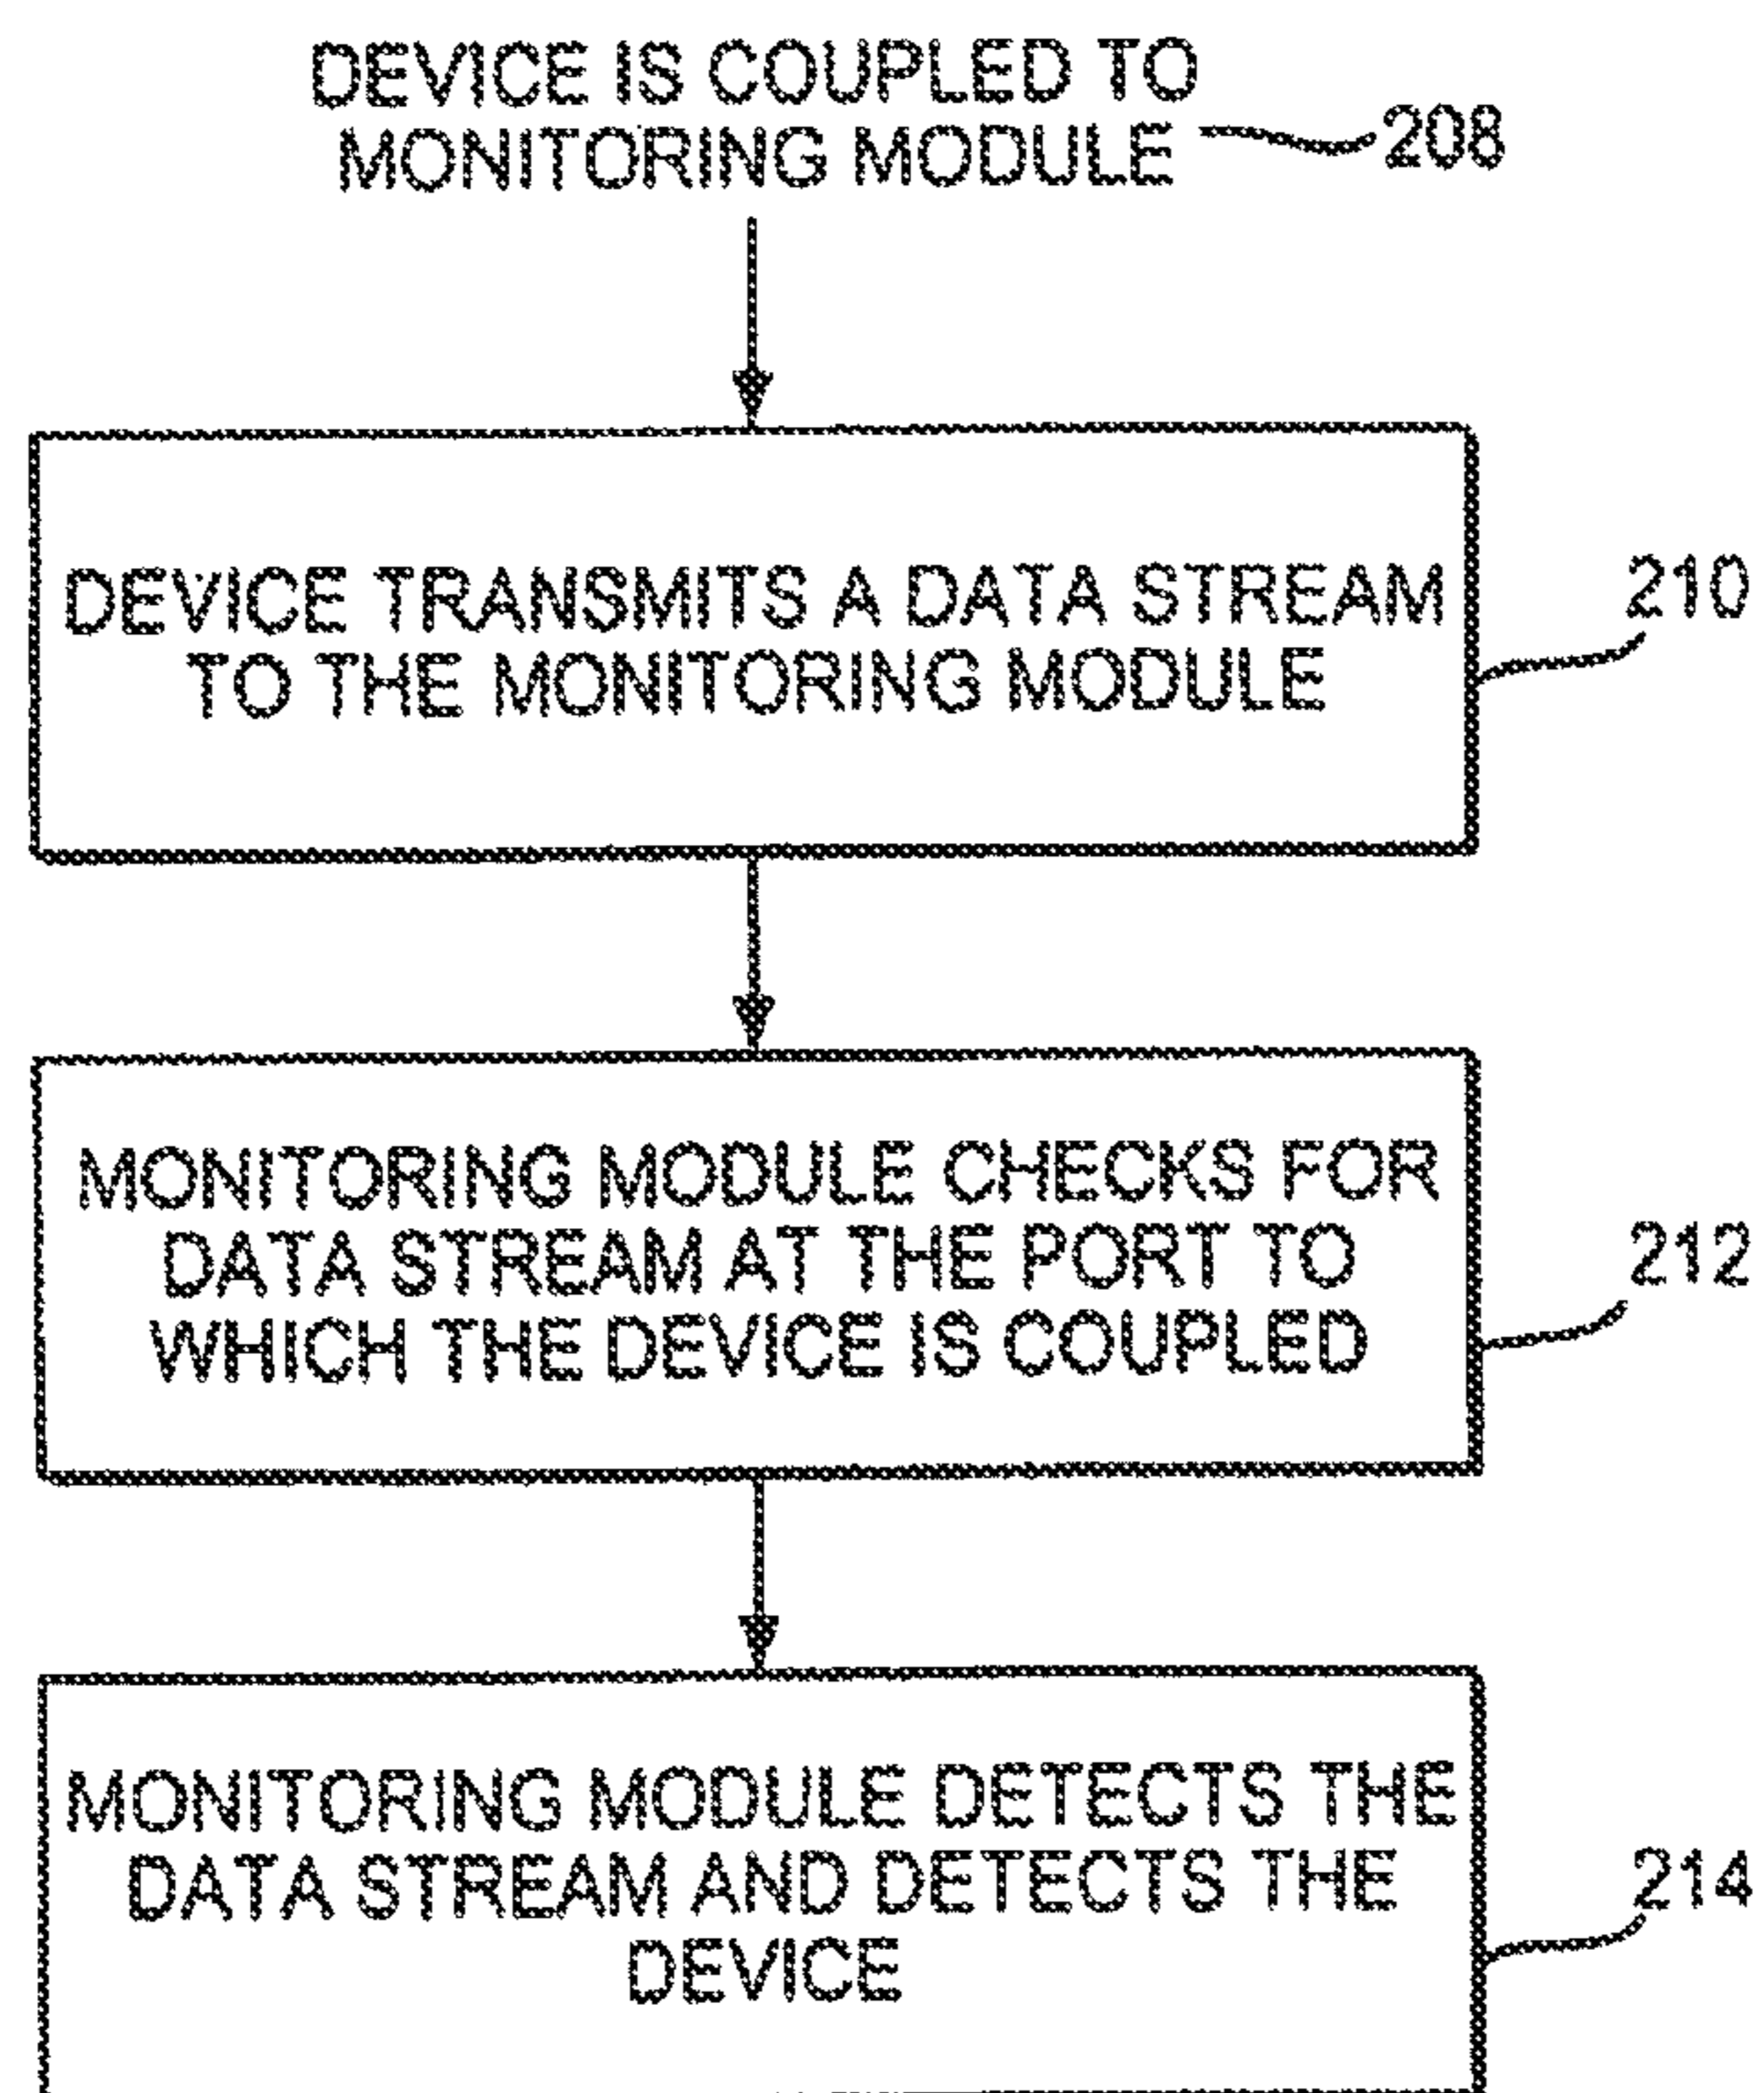 DEVICE IS COUPLED TO
MONITORING MODULE 208
DEVICE TRANSMITS A DATA STREAM
TO THE MONITORING MODULE
210
MONITORING MODULE CHECKS FOR
DATA STREAM AT THE PORT TO
WHICH THE DEVICE IS COUPLED
212
MONITORING MODULE DETECTS THE
DATA STREAM AND DETECTS THE
DEVICE
214